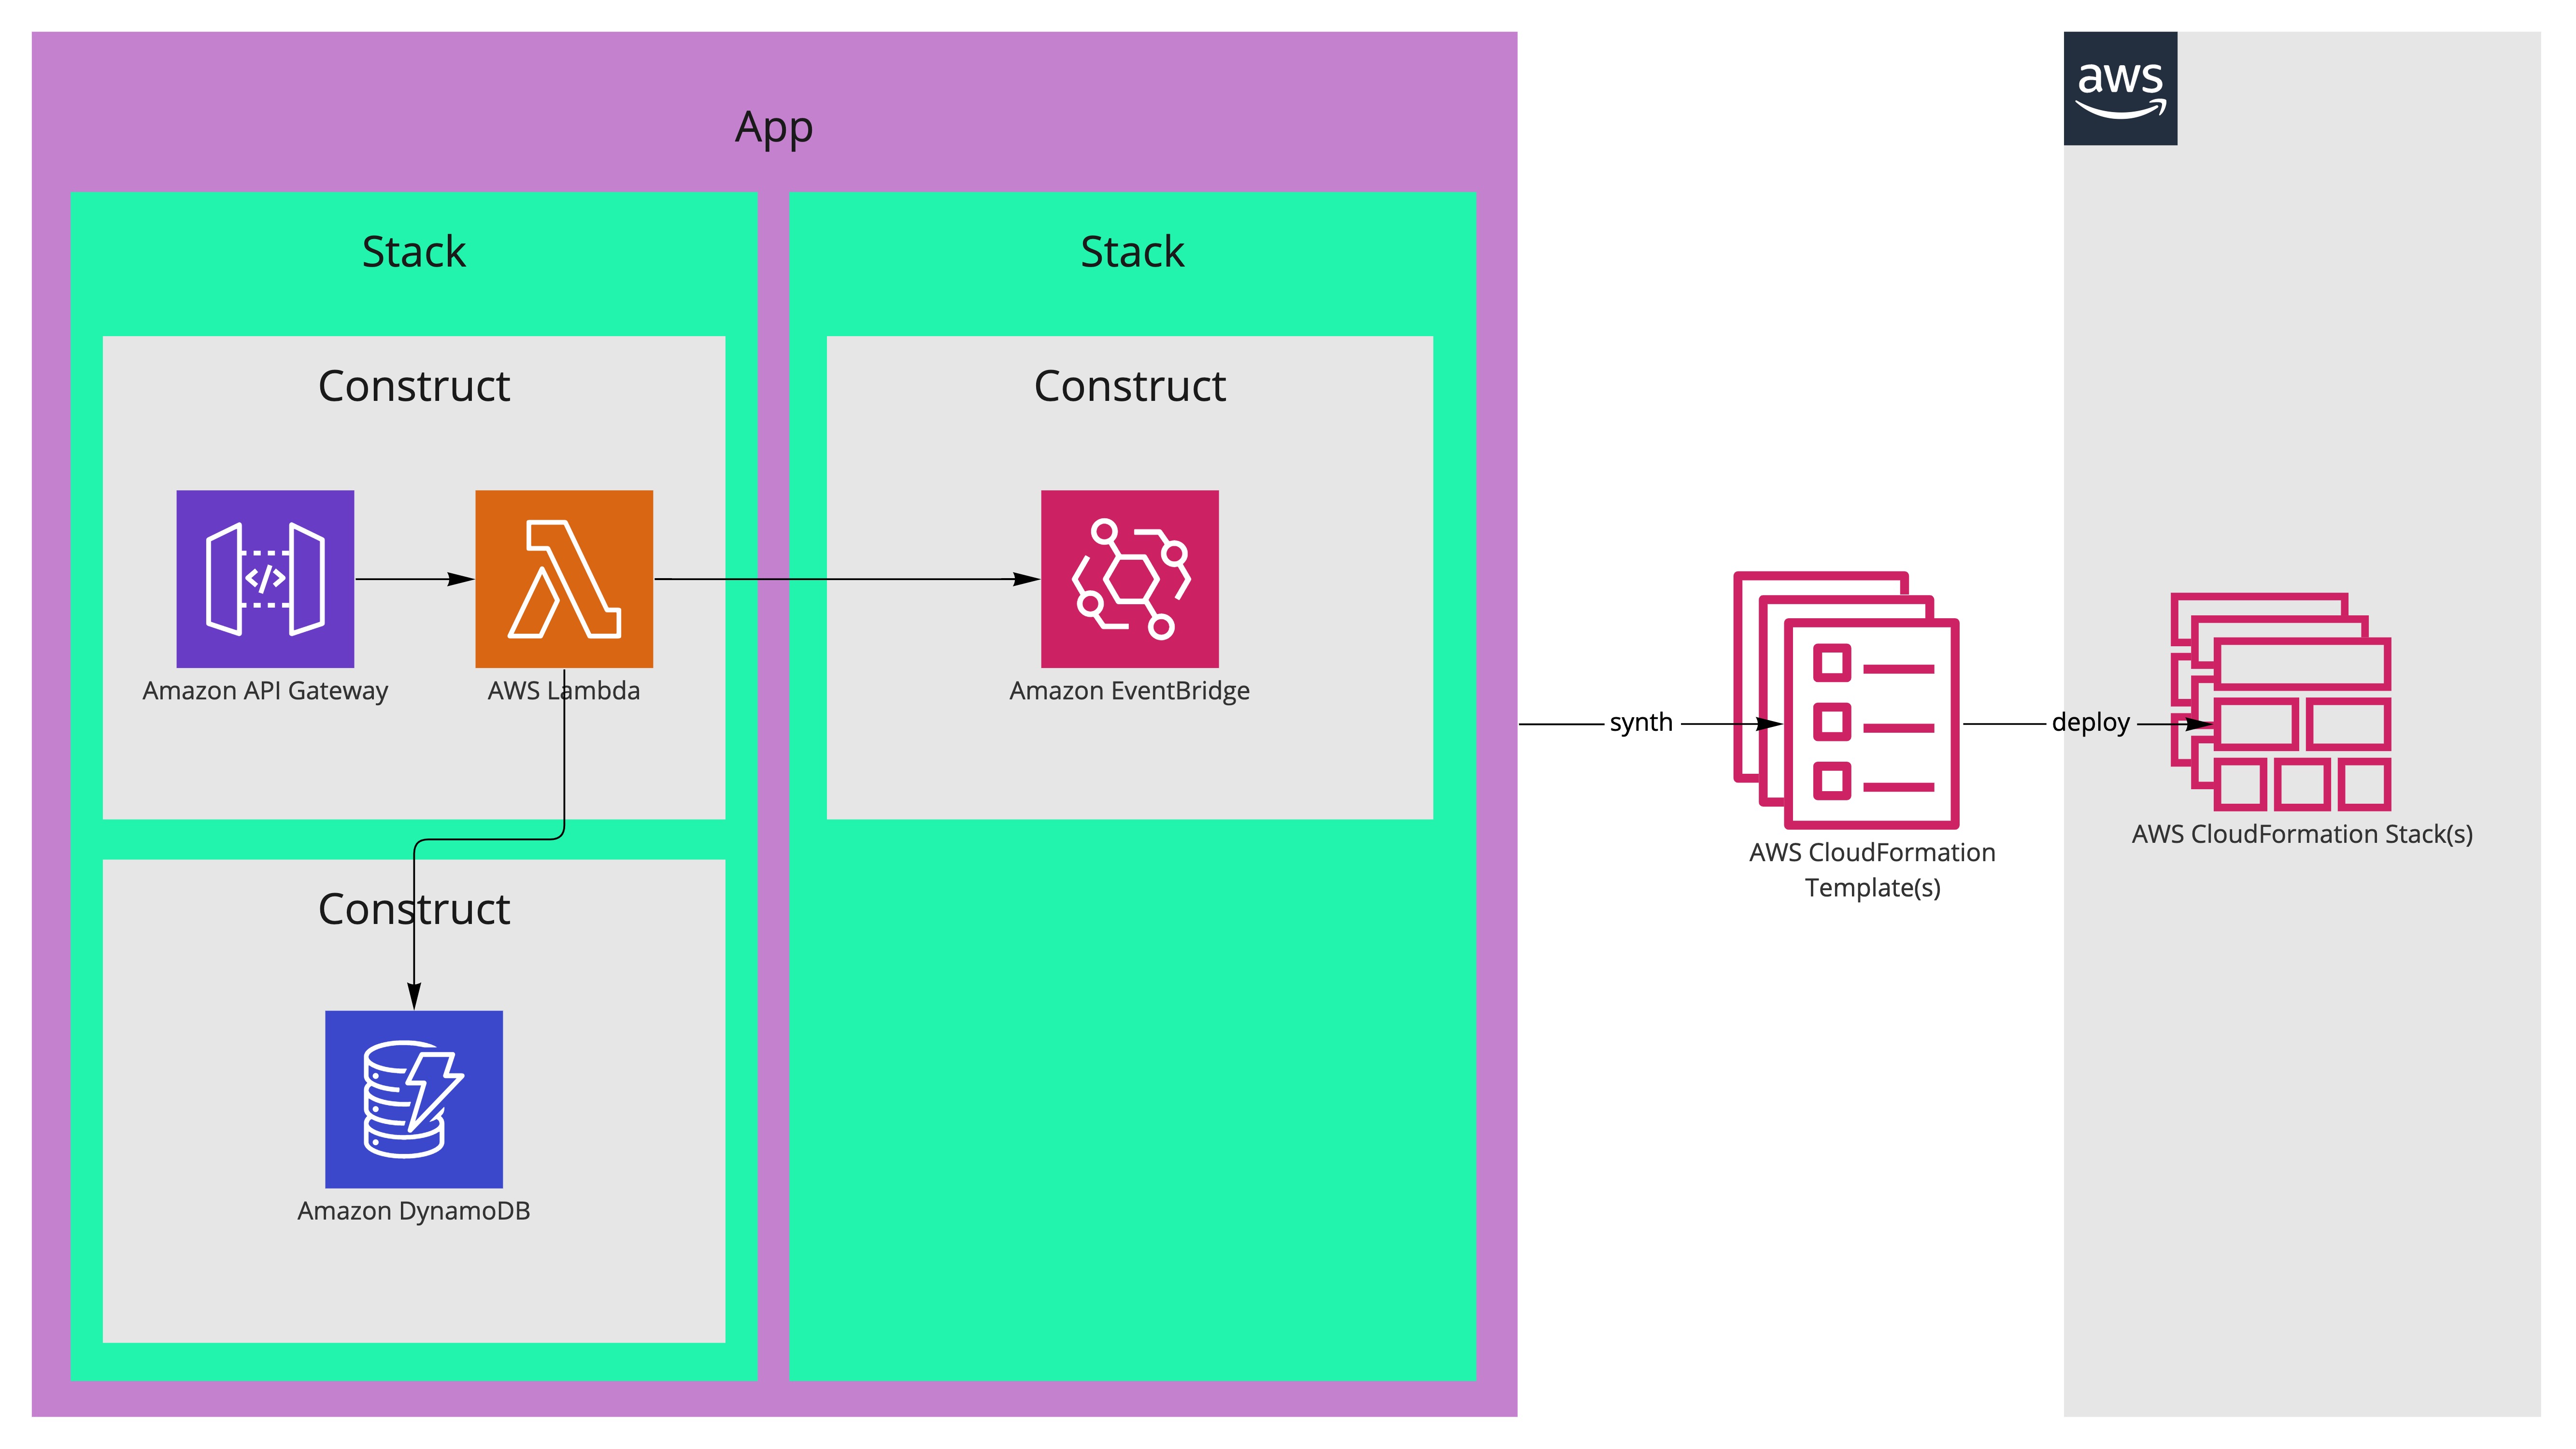 App
Stack
Construct
Amazon API Gateway
AWS Lambda
Construct
Amazon DynamoDB
Stack
Construct
Amazon EventBridge
synth
AWS CloudFormation
Template(s)
deploy
aws
AWS CloudFormation Stack(s)